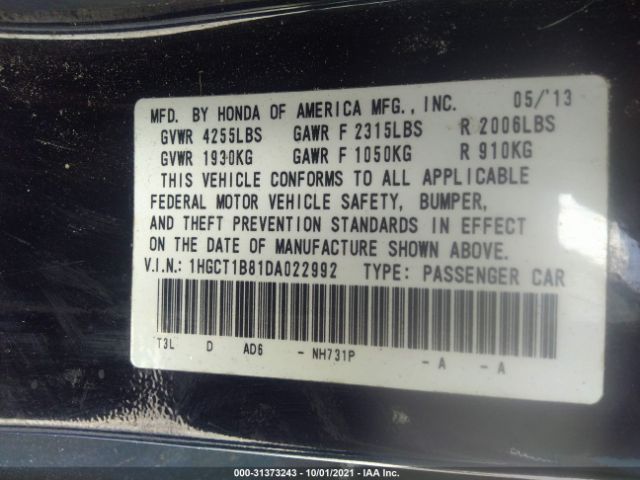 MFD. BY HONDA OF AMERICA MFG., INC. 05/'13
GVWR 4255LBS GAWR F 2315LBS R 2006LBS
GVWR 1930KG GAWR F 1050KG R 910KG
THIS VEHICLE CONFORMS TO ALL APPLICABLE
FEDERAL MOTOR VEHICLE SAFETY, BUMPER,
AND THEFT PREVENTION STANDARDS IN EFFECT
ON THE DATE OF MANUFACTURE SHOWN ABOVE.
V.I.N.: 1HGCT1B81DA022992 TYPE: PASSENGER CAR
T3L D AD6 - NH731P - A - A
000-31373243 - 10/01/2021 - IAA Inc.